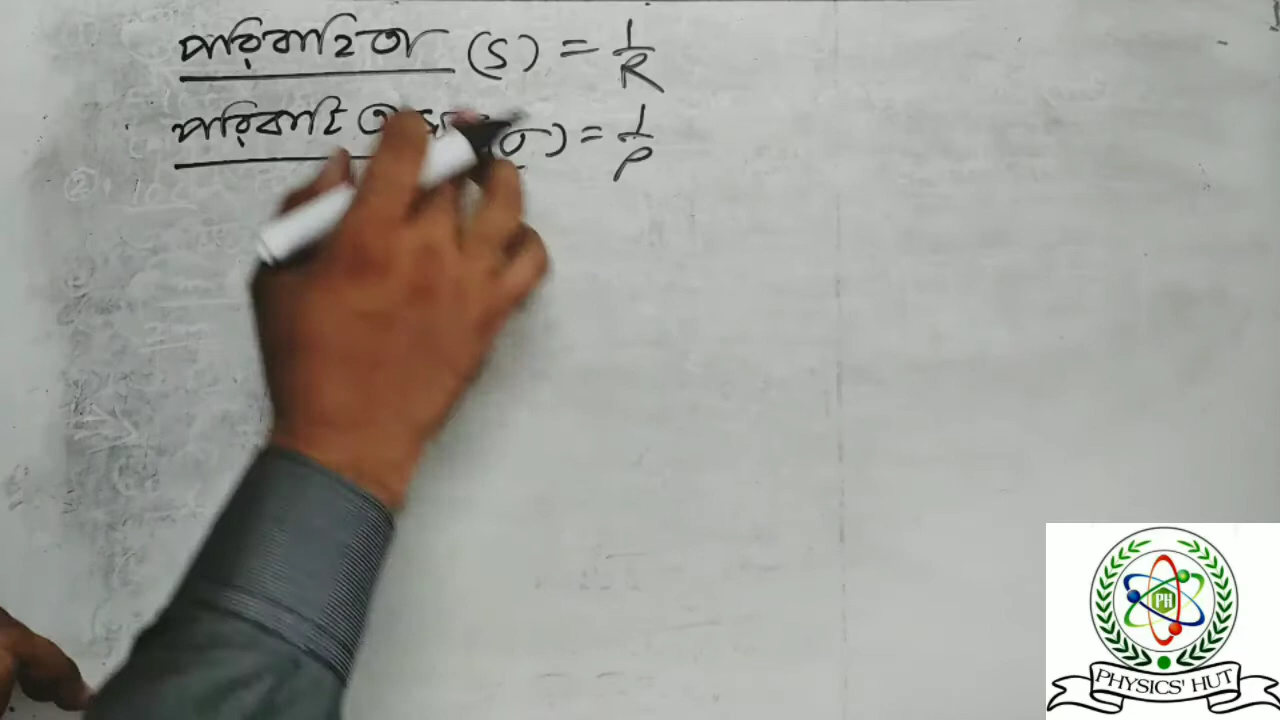 পরিবাহিতা (S) = 1/R
পরিবাহি (σ) = 1/ρ
PH
PHYSICS' HUT